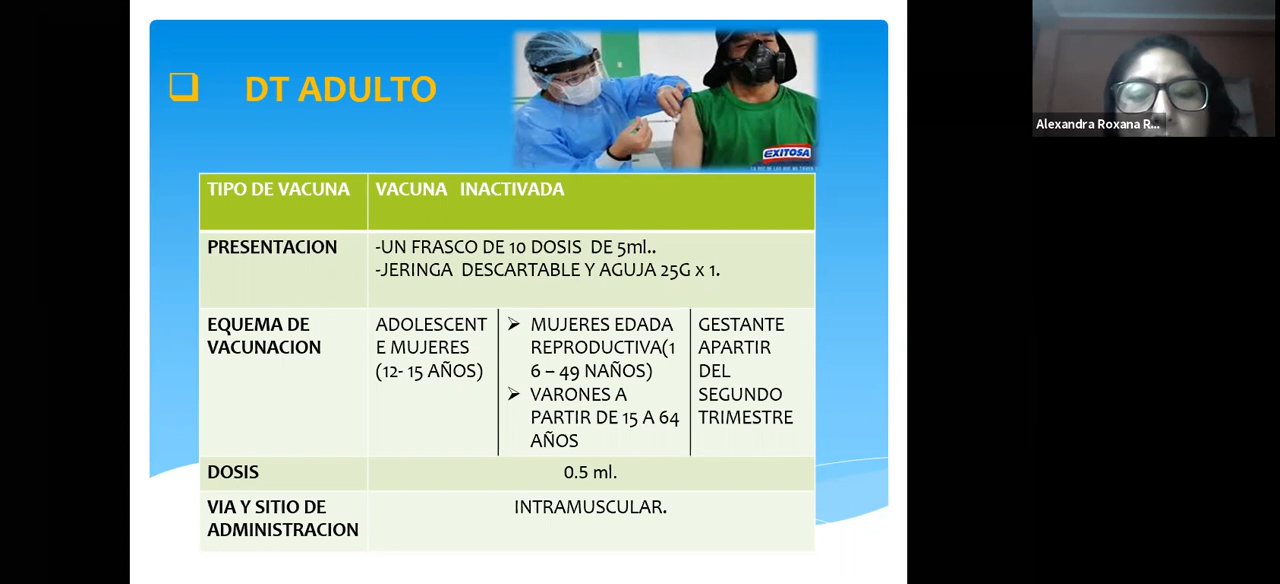 DT ADULTO
EXITOSA
TIPO DE VACUNA
VACUNA INACTIVADA
PRESENTACION
-UN FRASCO DE 10 DOSIS DE 5ml..
-JERINGA DESCARTABLE Y AGUJA 25G x 1.
EQUEMA DE
VACUNACION
ADOLESCENT
E MUJERES
(12- 15 AÑOS)
MUJERES EDADA
REPRODUCTIVA(1
6 – 49 NAÑOS)
VARONES A
PARTIR DE 15 A 64
AÑOS
GESTANTE
APARTIR
DEL
SEGUNDO
TRIMESTRE
DOSIS
0.5 ml.
VIA Y SITIO DE
ADMINISTRACION
INTRAMUSCULAR.
Alexandra Roxana R...